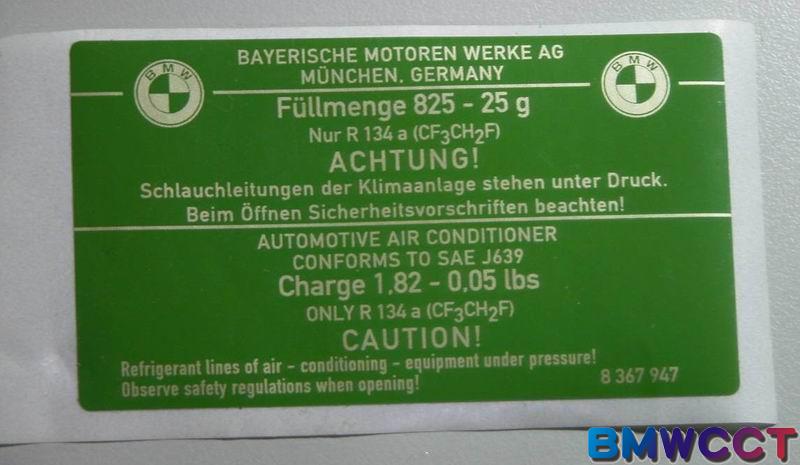 BAYERISCHE MOTOREN WERKE AG
MÜNCHEN, GERMANY
BMW
BMW
Füllmenge 825 - 25 g
Nur R 134 a (CF3CH2F)
ACHTUNG!
Schlauchleitungen der Klimaanlage stehen unter Druck.
Beim Öffnen Sicherheitsvorschriften beachten!
AUTOMOTIVE AIR CONDITIONER
CONFORMS TO SAE J639
Charge 1,82 - 0,05 lbs
ONLY R 134 a (CF3CH2F)
CAUTION!
Refrigerant lines of air - conditioning - equipment under pressure!
Observe safety regulations when opening!
8 367 947
BMWCCT